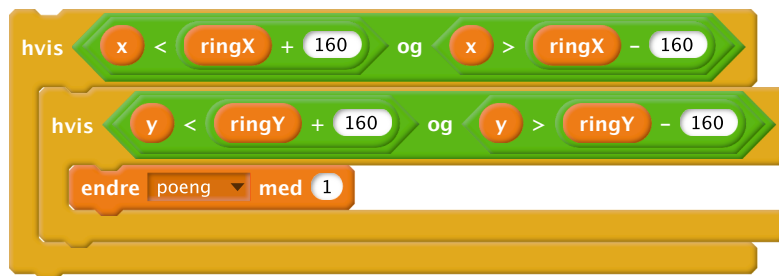 hvis x < ringX + 160 og x > ringX - 160
hvis y < ringY + 160 og y > ringY - 160
endre poeng med 1